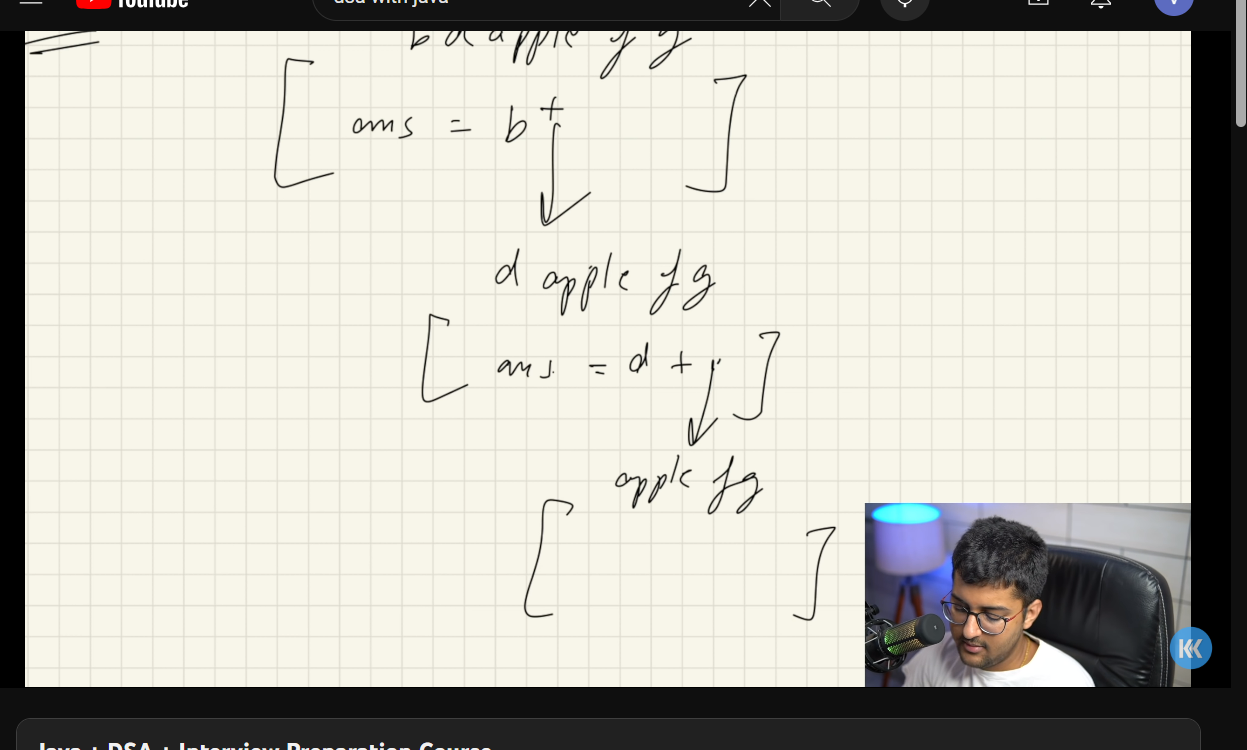 YouTube
dsa with java
V
b d apple f g
ans = b +
d apple f g
ans = d +
apple f g
KK
Java + DSA + Interview Preparation Course